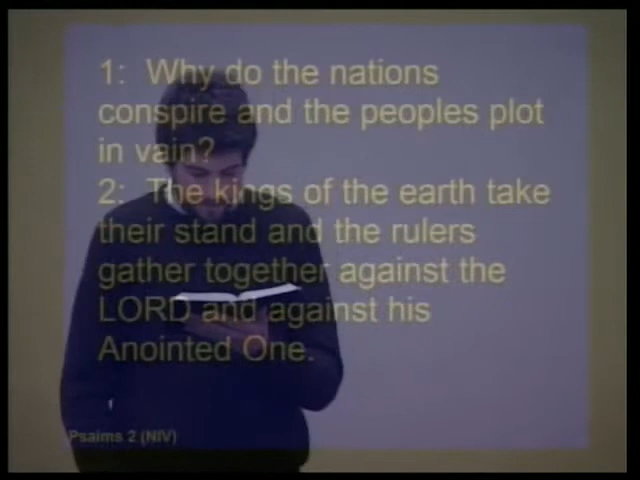 1: Why do the nations
conspire and the peoples plot
in vain?
2: The kings of the earth take
their stand and the rulers
gather together against the
LORD and against his
Anointed One.
Psalms 2 (NIV)